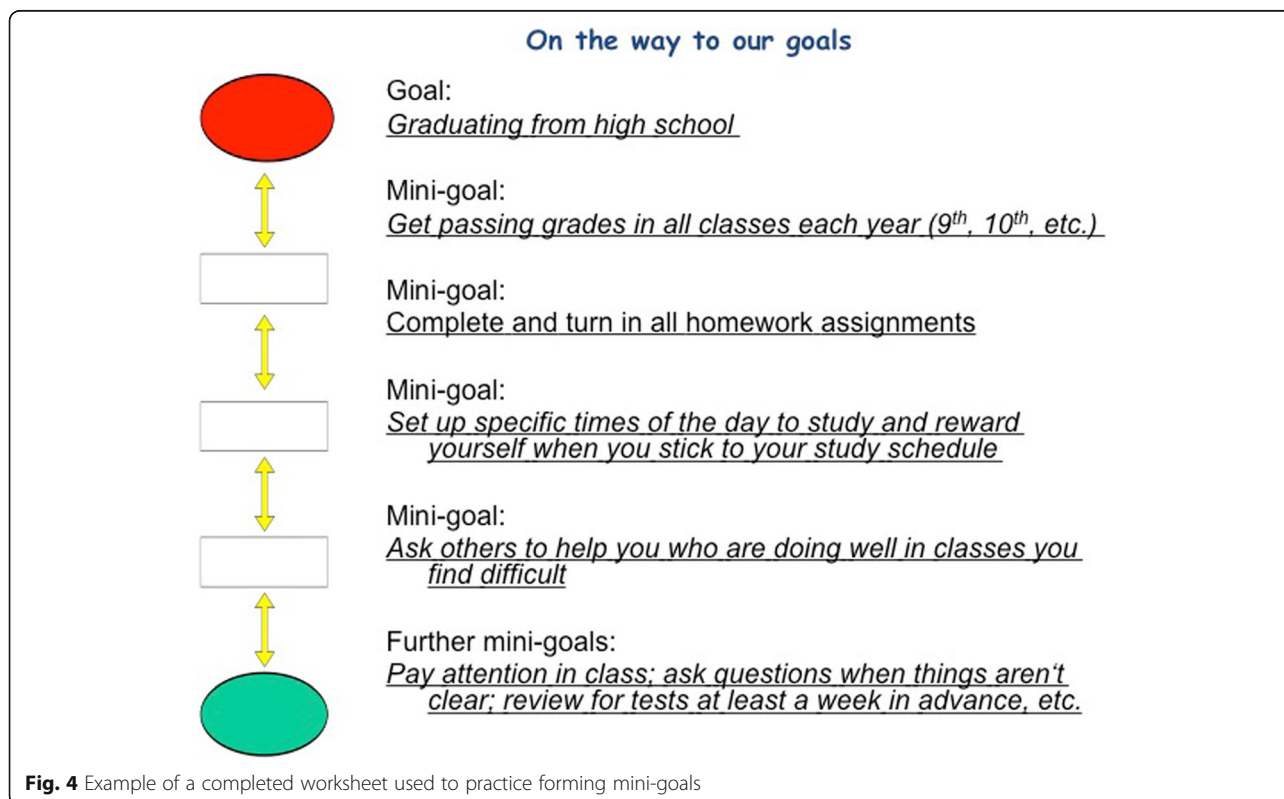 On the way to our goals
Goal:
Graduating from high school
Mini-goal:
Get passing grades in all classes each year (9th, 10th, etc.)
Mini-goal:
Complete and turn in all homework assignments
Mini-goal:
Set up specific times of the day to study and reward
yourself when you stick to your study schedule
Mini-goal:
Ask others to help you who are doing well in classes you
find difficult
Further mini-goals:
Pay attention in class; ask questions when things aren‘t
clear; review for tests at least a week in advance, etc.
Fig. 4 Example of a completed worksheet used to practice forming mini-goals